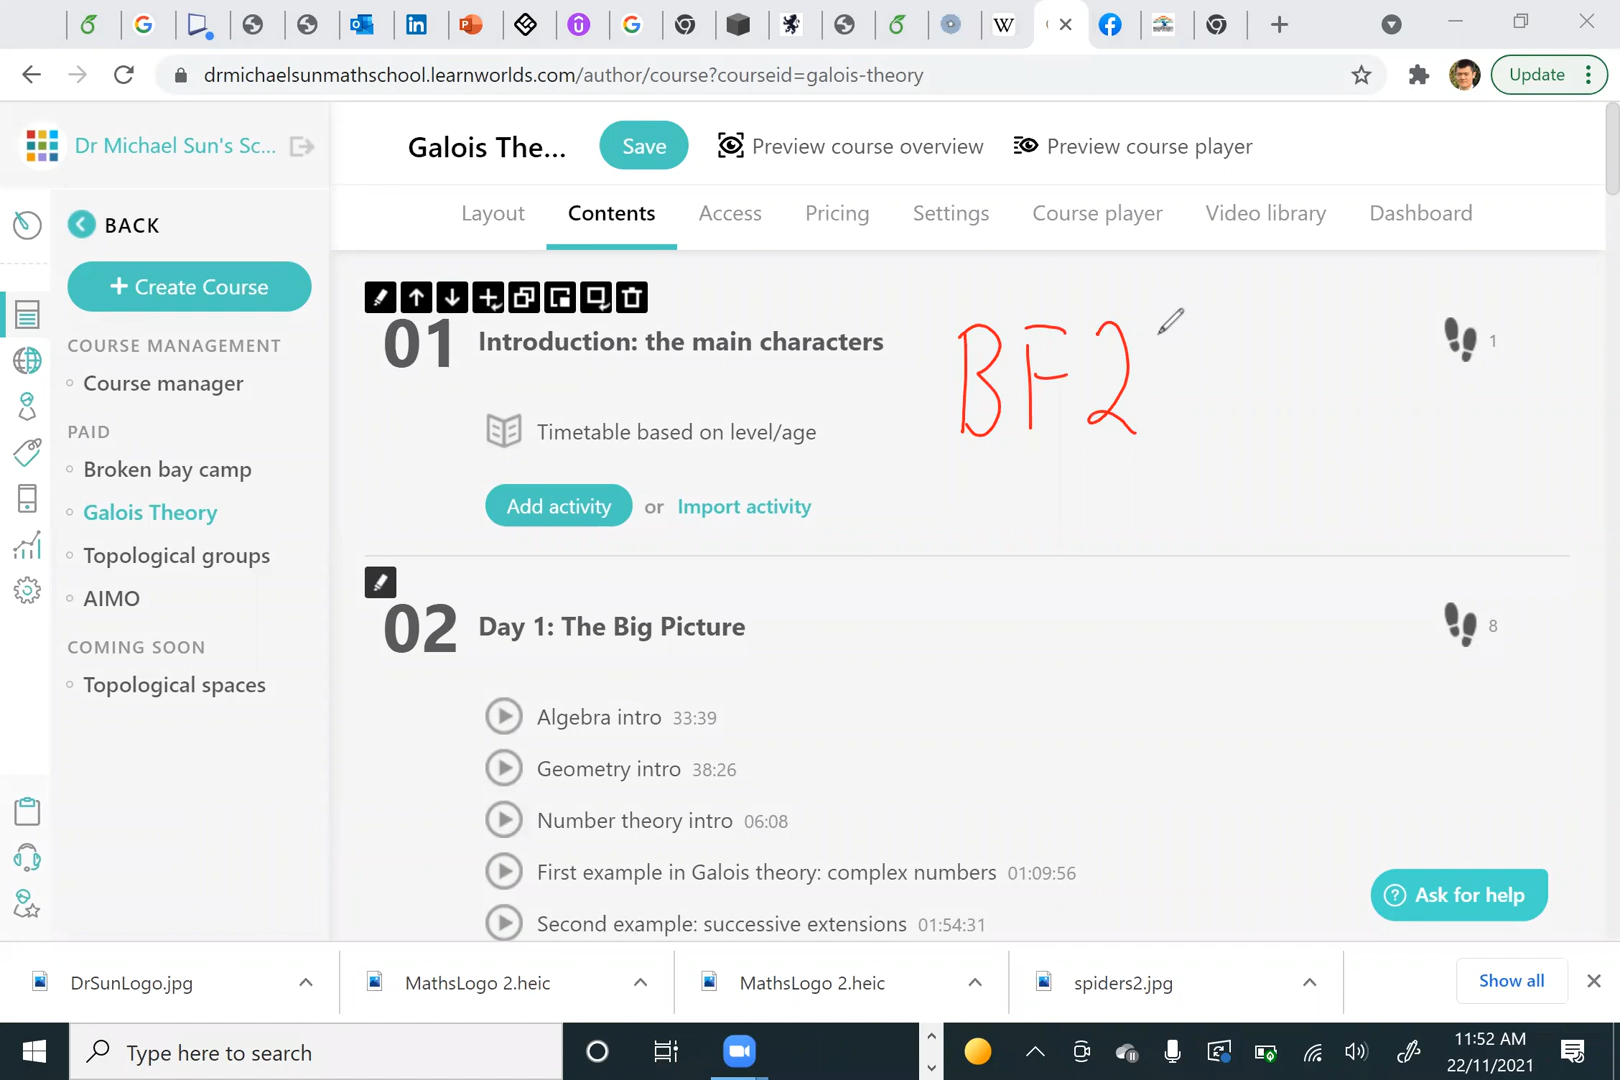 drmichaelsunmathschool.learnworlds.com/author/course?courseid=galois-theory
Update
Dr Michael Sun's Sc...
Galois The...
Save
Preview course overview
Preview course player
BACK
Layout
Contents
Access
Pricing
Settings
Course player
Video library
Dashboard
+ Create Course
COURSE MANAGEMENT
Course manager
PAID
Broken bay camp
Galois Theory
Topological groups
AIMO
COMING SOON
Topological spaces
01
Introduction: the main characters
1
BF2
Timetable based on level/age
Add activity or Import activity
02
Day 1: The Big Picture
8
Algebra intro 33:39
Geometry intro 38:26
Number theory intro 06:08
First example in Galois theory: complex numbers 01:09:56
Second example: successive extensions 01:54:31
Ask for help
DrSunLogo.jpg
MathsLogo 2.heic
MathsLogo 2.heic
spiders2.jpg
Show all
Type here to search
11:52 AM
22/11/2021